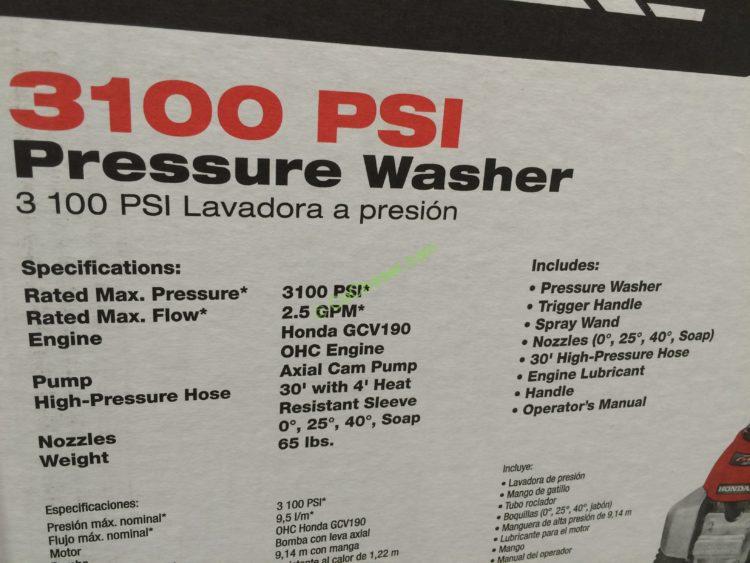 3100 PSI
Pressure Washer
3 100 PSI Lavadora a presión
Specifications:
Rated Max. Pressure* 3100 PSI*
Rated Max. Flow* 2.5 GPM*
Engine Honda GCV190
OHC Engine
Pump Axial Cam Pump
High-Pressure Hose 30' with 4' Heat
Resistant Sleeve
Nozzles 0°, 25°, 40°, Soap
Weight 65 lbs.
Includes:
• Pressure Washer
• Trigger Handle
• Spray Wand
• Nozzles (0°, 25°, 40°, Soap)
• 30' High-Pressure Hose
• Engine Lubricant
• Handle
• Operator's Manual
Especificaciones:
Presión máx. nominal* 3 100 PSI*
Flujo máx. nominal* 9,5 l/m*
Motor OHC Honda GCV190
Bomba con leva axial
9,14 m con manga
resistente al calor de 1,22 m
Incluye:
• Lavadora de presión
• Mango de gatillo
• Tubo rociador
• Boquillas (0°, 25°, 40°, jabón)
• Manguera de alta presión de 9,14 m
• Lubricante para el motor
• Mango
• Manual del operador
HONDA